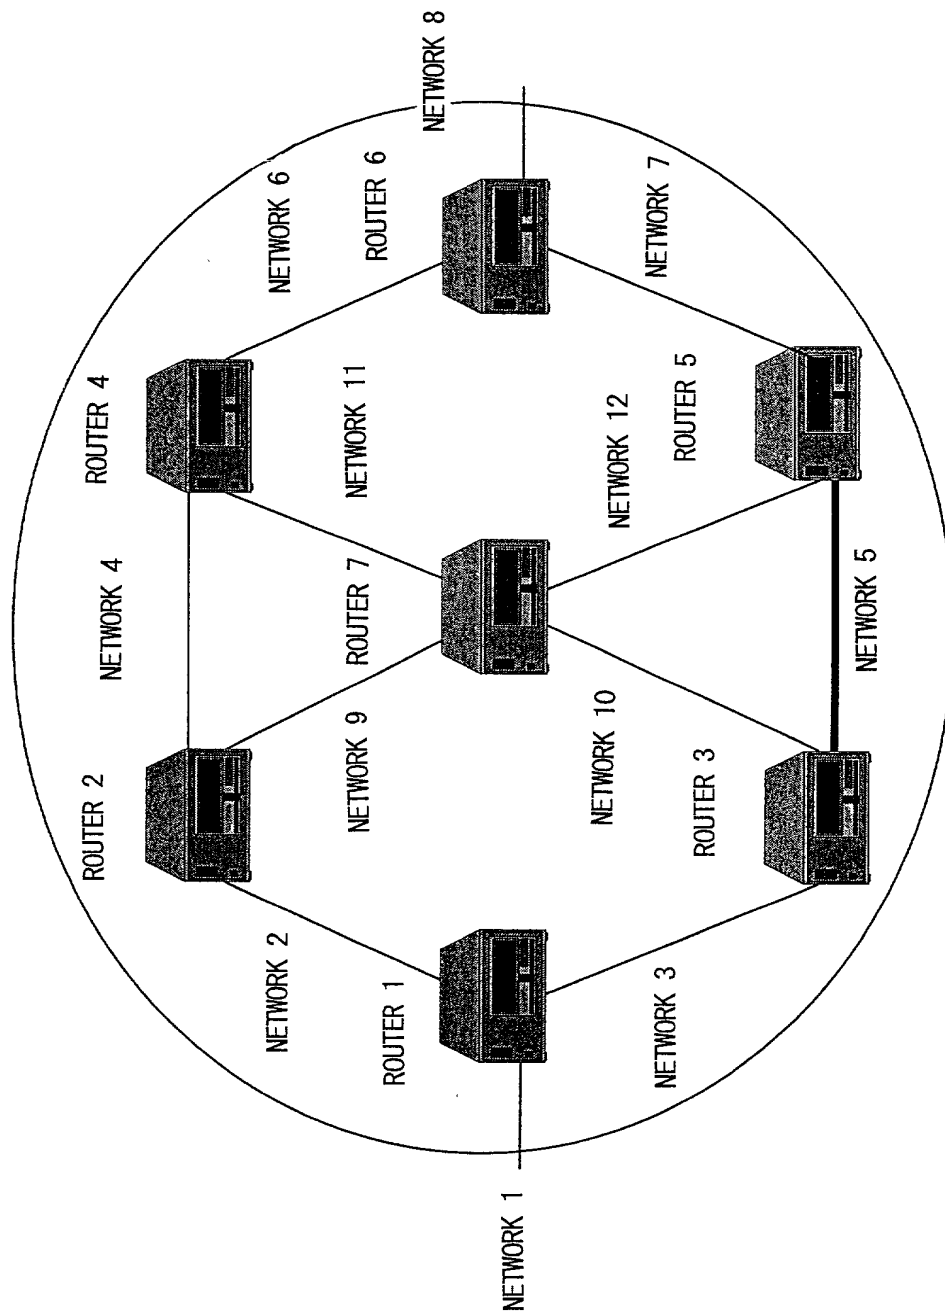 NETWORK 1
NETWORK 2
ROUTER 1
NETWORK 3
ROUTER 2
NETWORK 9
NETWORK 10
ROUTER 3
NETWORK 4
ROUTER 7
NETWORK 5
ROUTER 4
NETWORK 11
NETWORK 12
ROUTER 5
NETWORK 6
ROUTER 6
NETWORK 7
NETWORK 8